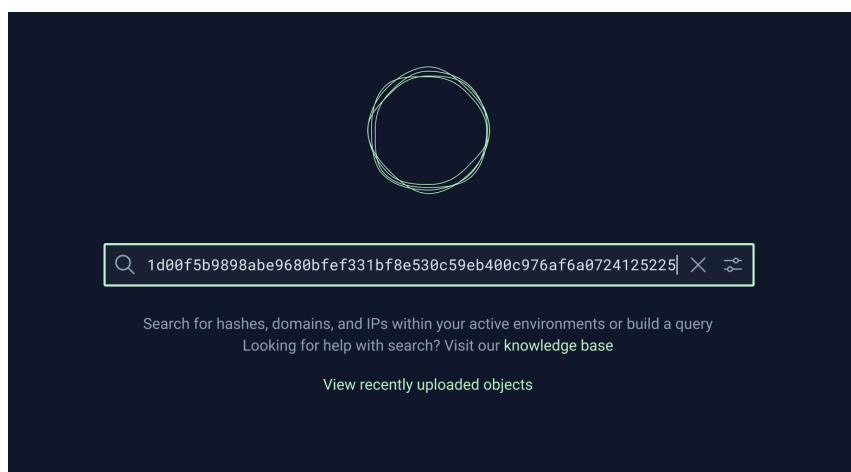 1d00f5b9898abe9680bfef331bf8e530c59eb400c976af6a0724125225
Search for hashes, domains, and IPs within your active environments or build a query
Looking for help with search? Visit our knowledge base
View recently uploaded objects